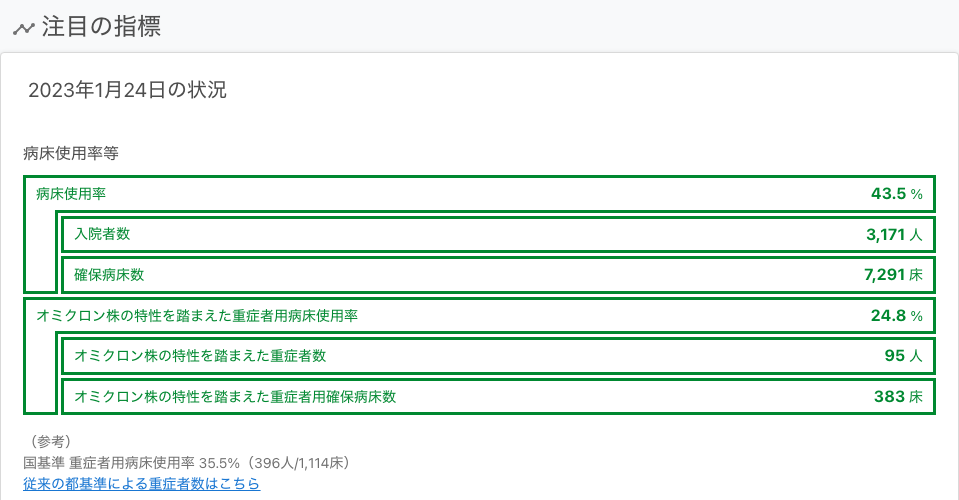 注目の指標
2023年1月24日の状況
病床使用率等
病床使用率 43.5 %
入院者数 3,171 人
確保病床数 7,291 床
オミクロン株の特性を踏まえた重症者用病床使用率 24.8 %
オミクロン株の特性を踏まえた重症者数 95 人
オミクロン株の特性を踏まえた重症者用確保病床数 383 床
（参考）
国基準 重症者用病床使用率 35.5%（396人/1,114床）
従来の都基準による重症者数はこちら